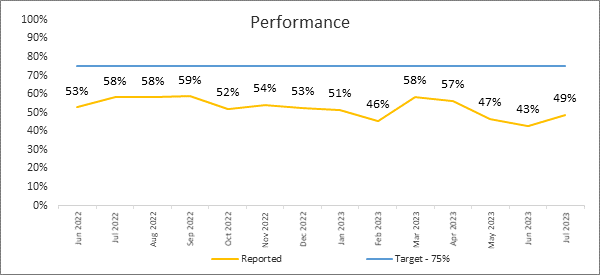 Performance
100%
90%
80%
70%
60%
50%
40%
30%
20%
10%
0%
53% 58% 58% 59% 52% 54% 53% 51% 46% 58% 57% 47% 43% 49%
Jun 2022
Jul 2022
Aug 2022
Sep 2022
Oct 2022
Nov 2022
Dec 2022
Jan 2023
Feb 2023
Mar 2023
Apr 2023
May 2023
Jun 2023
Jul 2023
Reported
Target - 75%